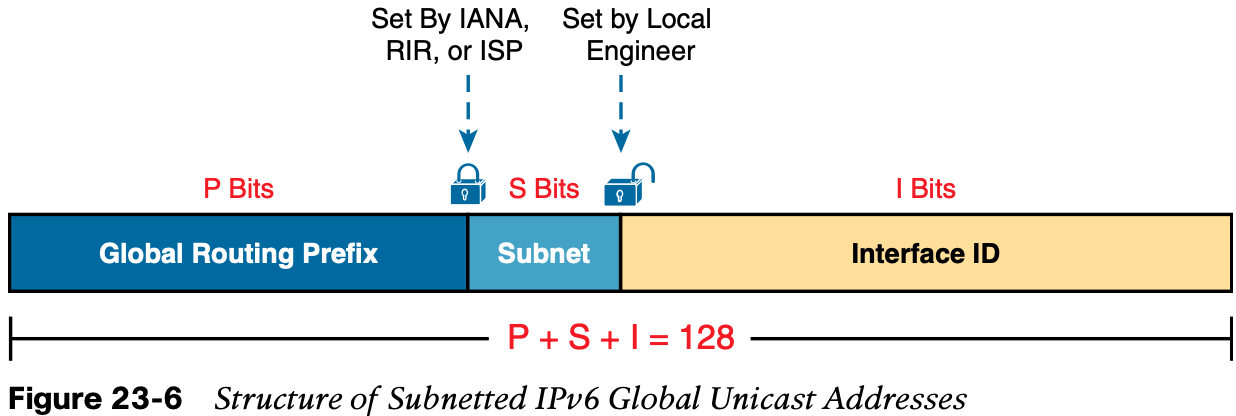 Set By IANA,
RIR, or ISP
Set by Local
Engineer
P Bits
S Bits
I Bits
Global Routing Prefix
Subnet
Interface ID
P + S + I = 128
Figure 23-6 Structure of Subnetted IPv6 Global Unicast Addresses